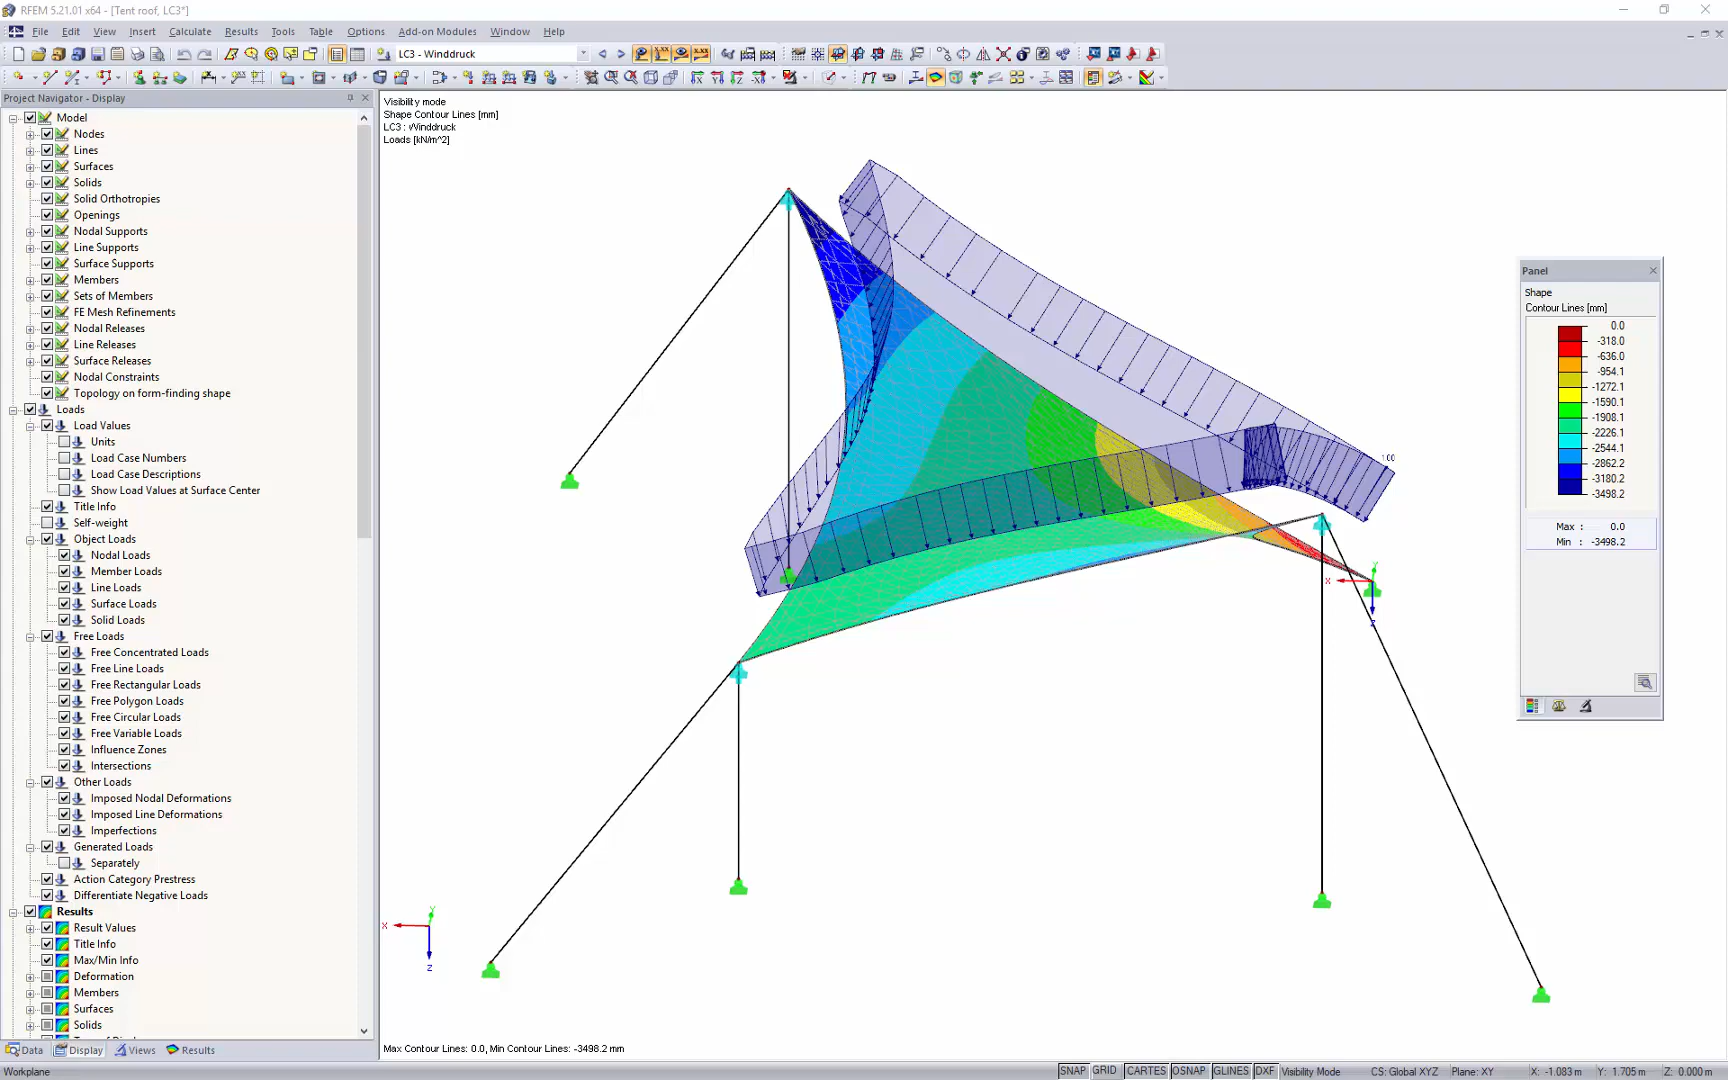 RFEM 5.21.01 x64 - [Tent roof, LC3*]
File Edit View Insert Calculate Results Tools Table Options Add-on Modules Window Help
LC3 - Winddruck
Project Navigator - Display
Model
Nodes
Lines
Surfaces
Solids
Solid Orthotropies
Openings
Nodal Supports
Line Supports
Surface Supports
Members
Sets of Members
FE Mesh Refinements
Nodal Releases
Line Releases
Surface Releases
Nodal Constraints
Topology on form-finding shape
Loads
Load Values
Units
Load Case Numbers
Load Case Descriptions
Show Load Values at Surface Center
Title Info
Self-weight
Object Loads
Nodal Loads
Member Loads
Line Loads
Surface Loads
Solid Loads
Free Loads
Free Concentrated Loads
Free Line Loads
Free Rectangular Loads
Free Polygon Loads
Free Circular Loads
Free Variable Loads
Influence Zones
Intersections
Other Loads
Imposed Nodal Deformations
Imposed Line Deformations
Imperfections
Generated Loads
Separately
Action Category Prestress
Differentiate Negative Loads
Results
Result Values
Title Info
Max/Min Info
Deformation
Members
Surfaces
Solids
Data Display Views Results
Visibility mode
Shape Contour Lines [mm]
LC3 : Winddruck
Loads [kN/m^2]
1.00
X
Y
Z
X
Y
Z
Panel
Shape
Contour Lines [mm]
0.0
-318.0
-636.0
-954.1
-1272.1
-1590.1
-1908.1
-2226.1
-2544.1
-2862.2
-3180.2
-3498.2
Max : 0.0
Min : -3498.2
Max Contour Lines: 0.0, Min Contour Lines: -3498.2 mm
Workplane
SNAP GRID CARTES OSNAP GLINES DXF Visibility Mode CS: Global XYZ Plane: XY X: -1.083 m Y: 1.705 m Z: 0.000 m